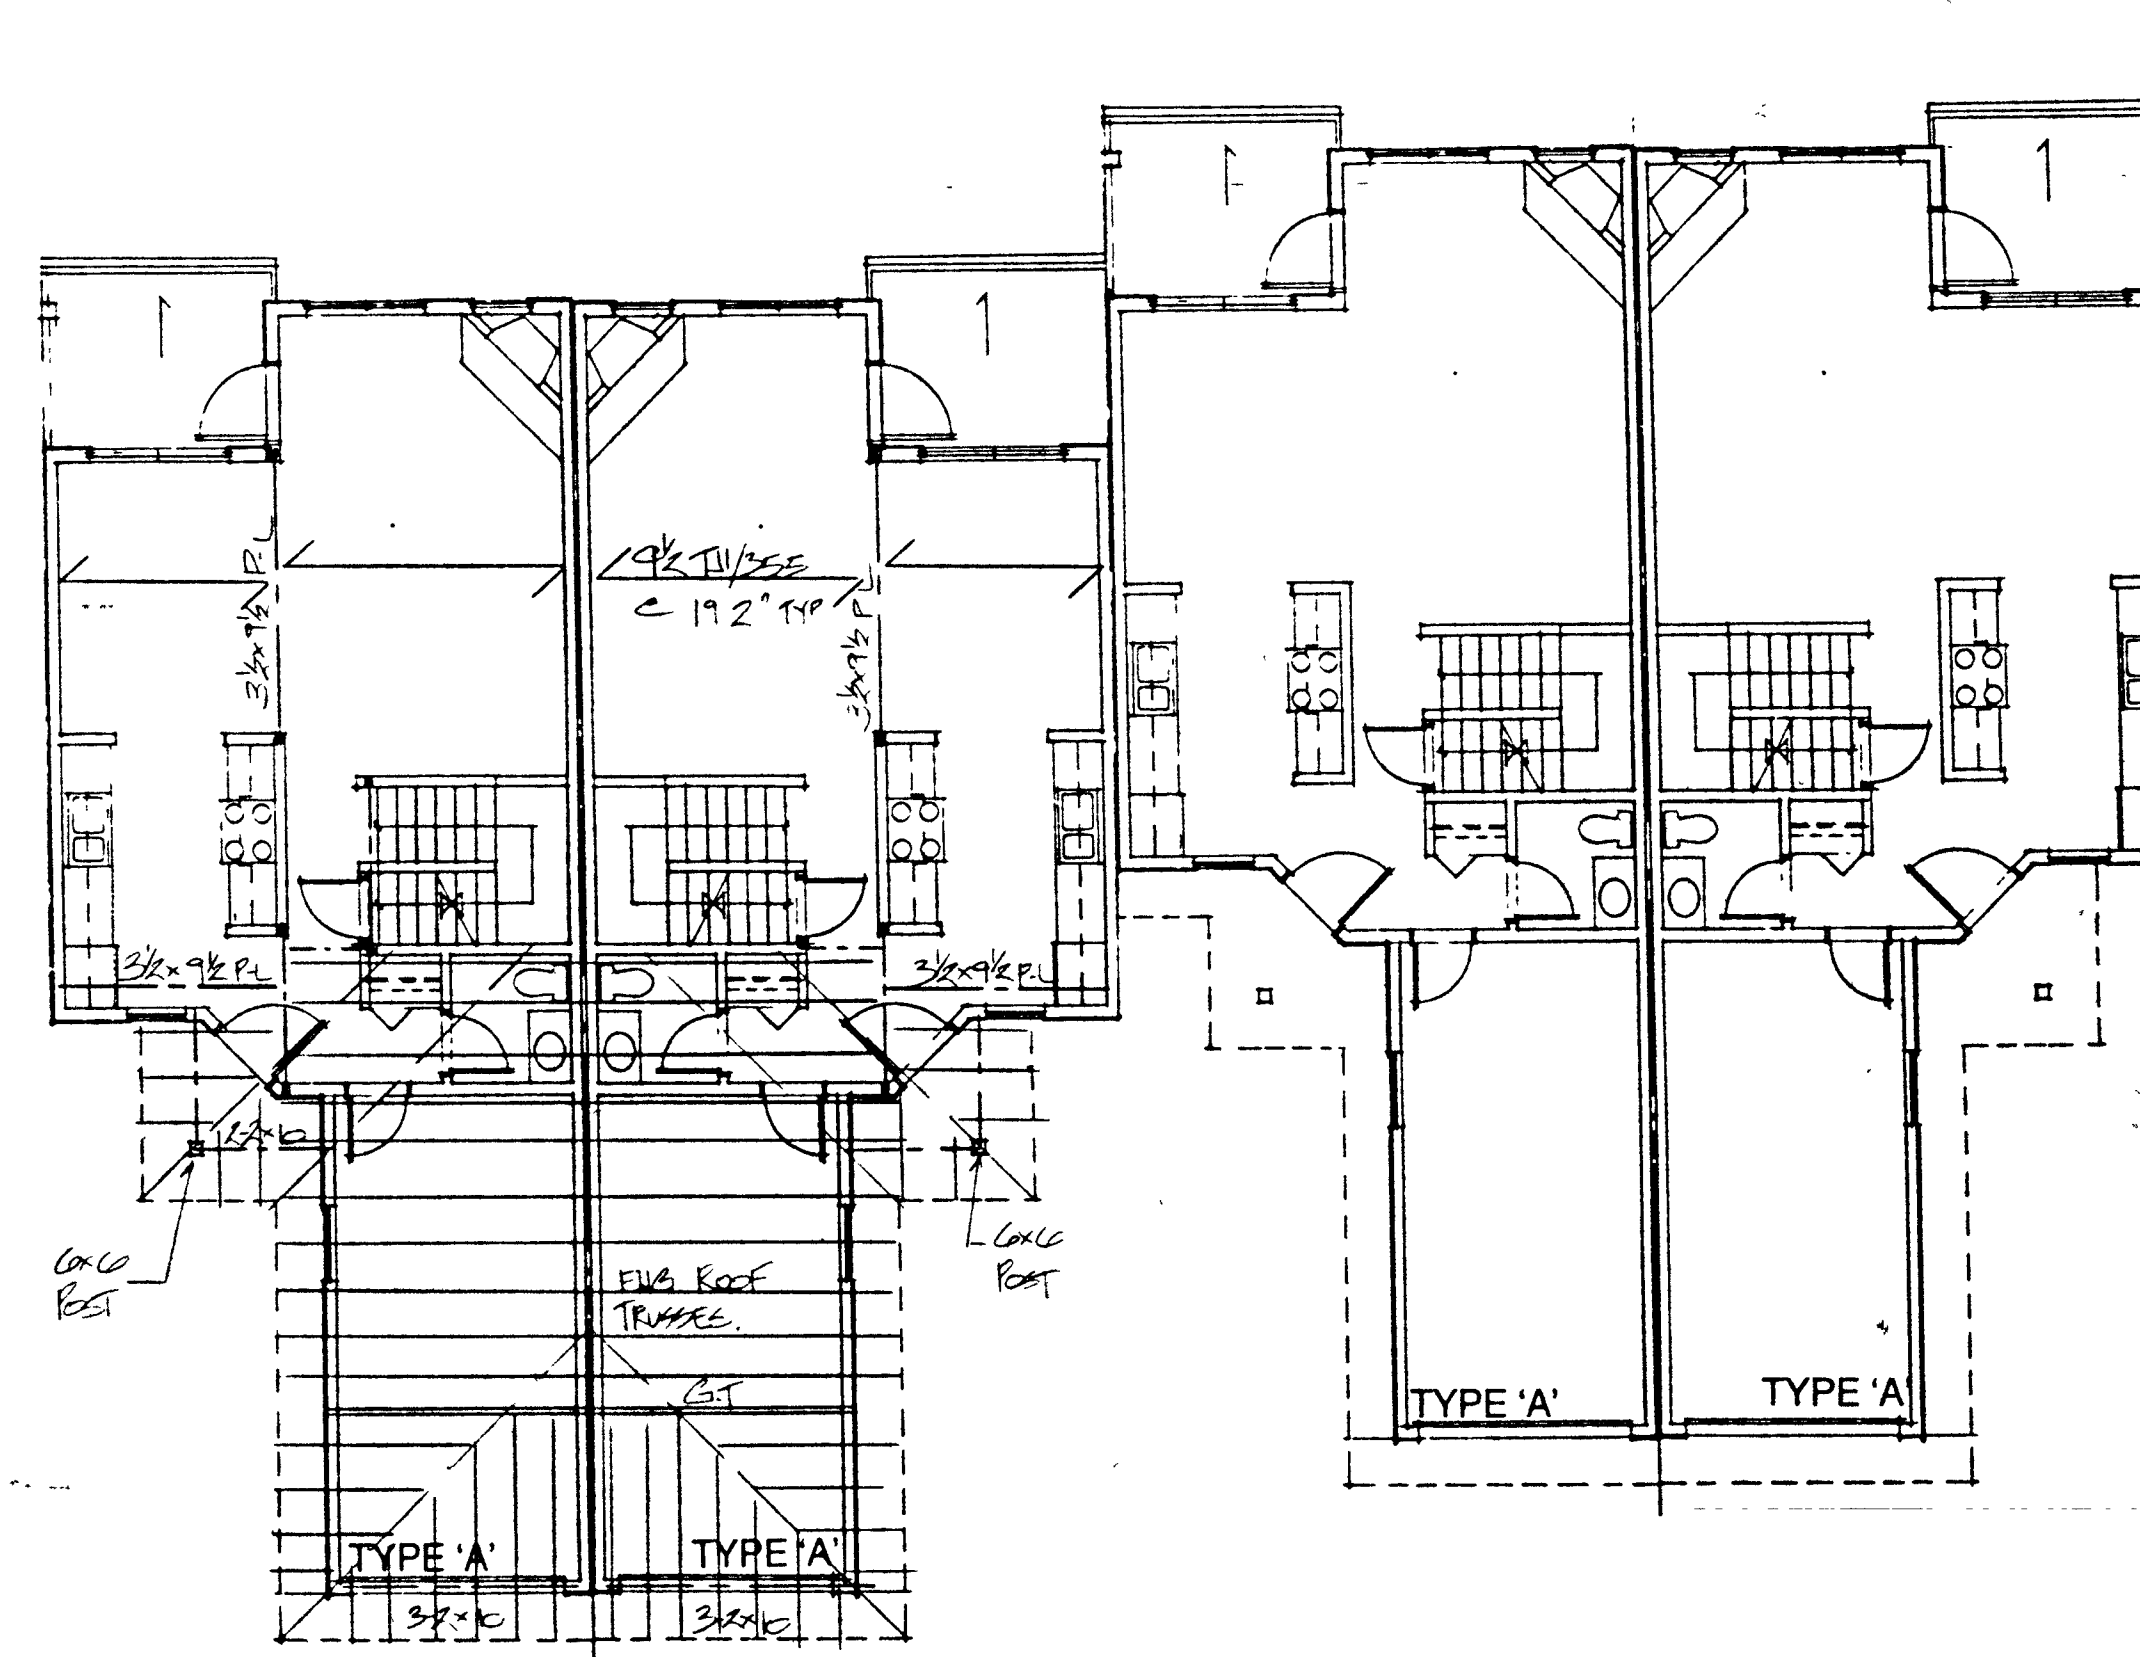 9½ TJI/35E
@ 19.2" TYP
3½x9½ P.L
3½x9½ P.L
3½x9½ P.L
3½x9½ P.L
2-2x10
6x6
POST
6x6
POST
ENG ROOF
TRUSSES.
G.T
TYPE 'A'
TYPE 'A'
TYPE 'A'
TYPE 'A'
3-2x10
3-2x10